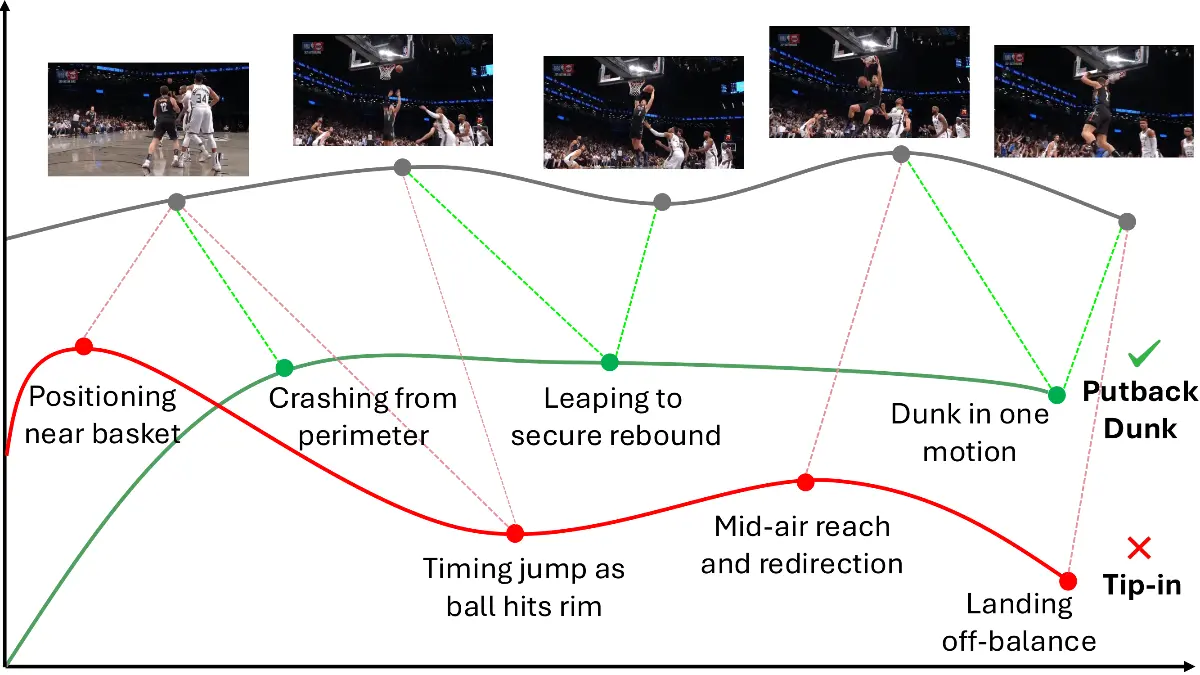 34
Positioning
near basket
Crashing from
perimeter
Leaping to
secure rebound
Dunk in one
motion
Putback
Dunk
Timing jump as
ball hits rim
Mid-air reach
and redirection
Landing
off-balance
Tip-in